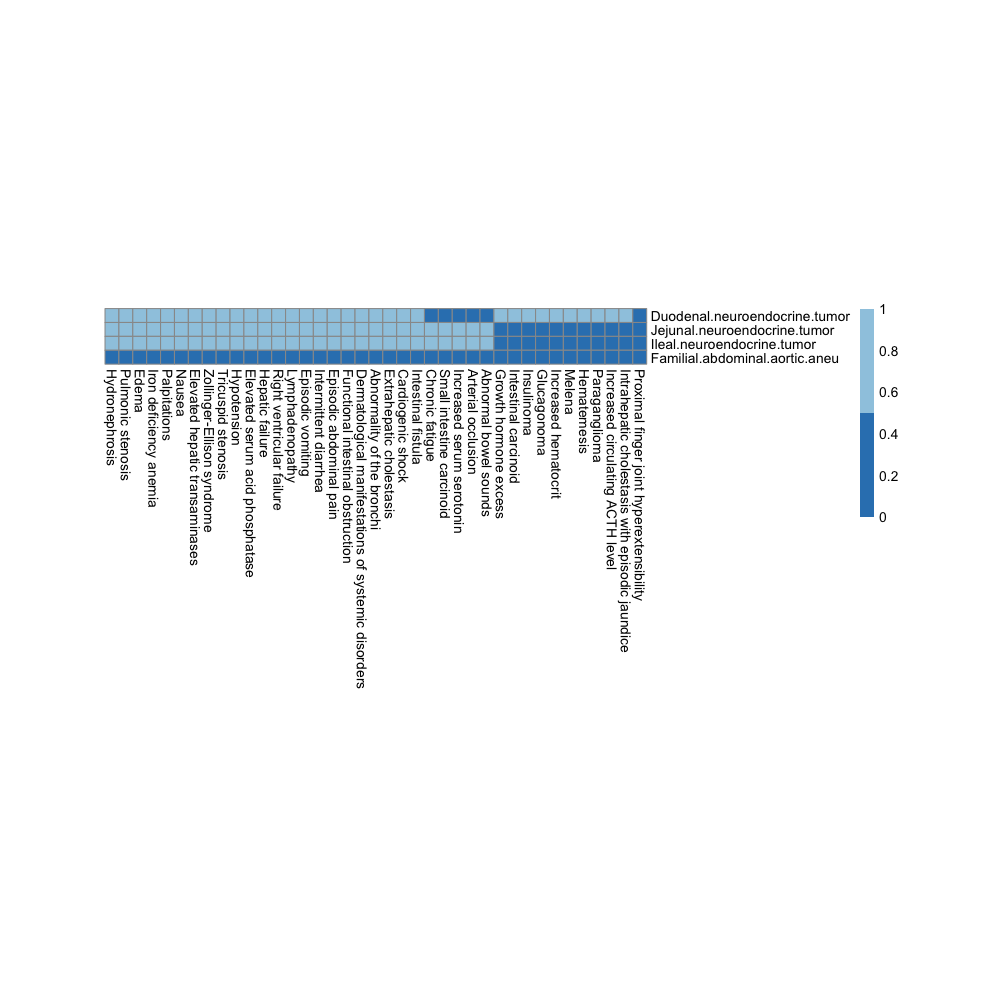 Duodenal.neuroendocrine.tumor
Jejunal.neuroendocrine.tumor
Ileal.neuroendocrine.tumor
Familial.abdominal.aortic.aneu
1
0.8
0.6
0.4
0.2
0
Hydronephrosis
Pulmonic stenosis
Edema
Iron deficiency anemia
Palpitations
Nausea
Elevated hepatic transaminases
Zollinger-Ellison syndrome
Tricuspid stenosis
Hypotension
Elevated serum acid phosphatase
Hepatic failure
Right ventricular failure
Lymphadenopathy
Episodic vomiting
Intermittent diarrhea
Episodic abdominal pain
Functional intestinal obstruction
Dermatological manifestations of systemic disorders
Abnormality of the bronchi
Extrahepatic cholestasis
Cardiogenic shock
Intestinal fistula
Chronic fatigue
Small intestine carcinoid
Increased serum serotonin
Arterial occlusion
Abnormal bowel sounds
Growth hormone excess
Intestinal carcinoid
Insulinoma
Glucagonoma
Increased hematocrit
Melena
Hematemesis
Paraganglioma
Increased circulating ACTH level
Intrahepatic cholestasis with episodic jaundice
Proximal finger joint hyperextensibility